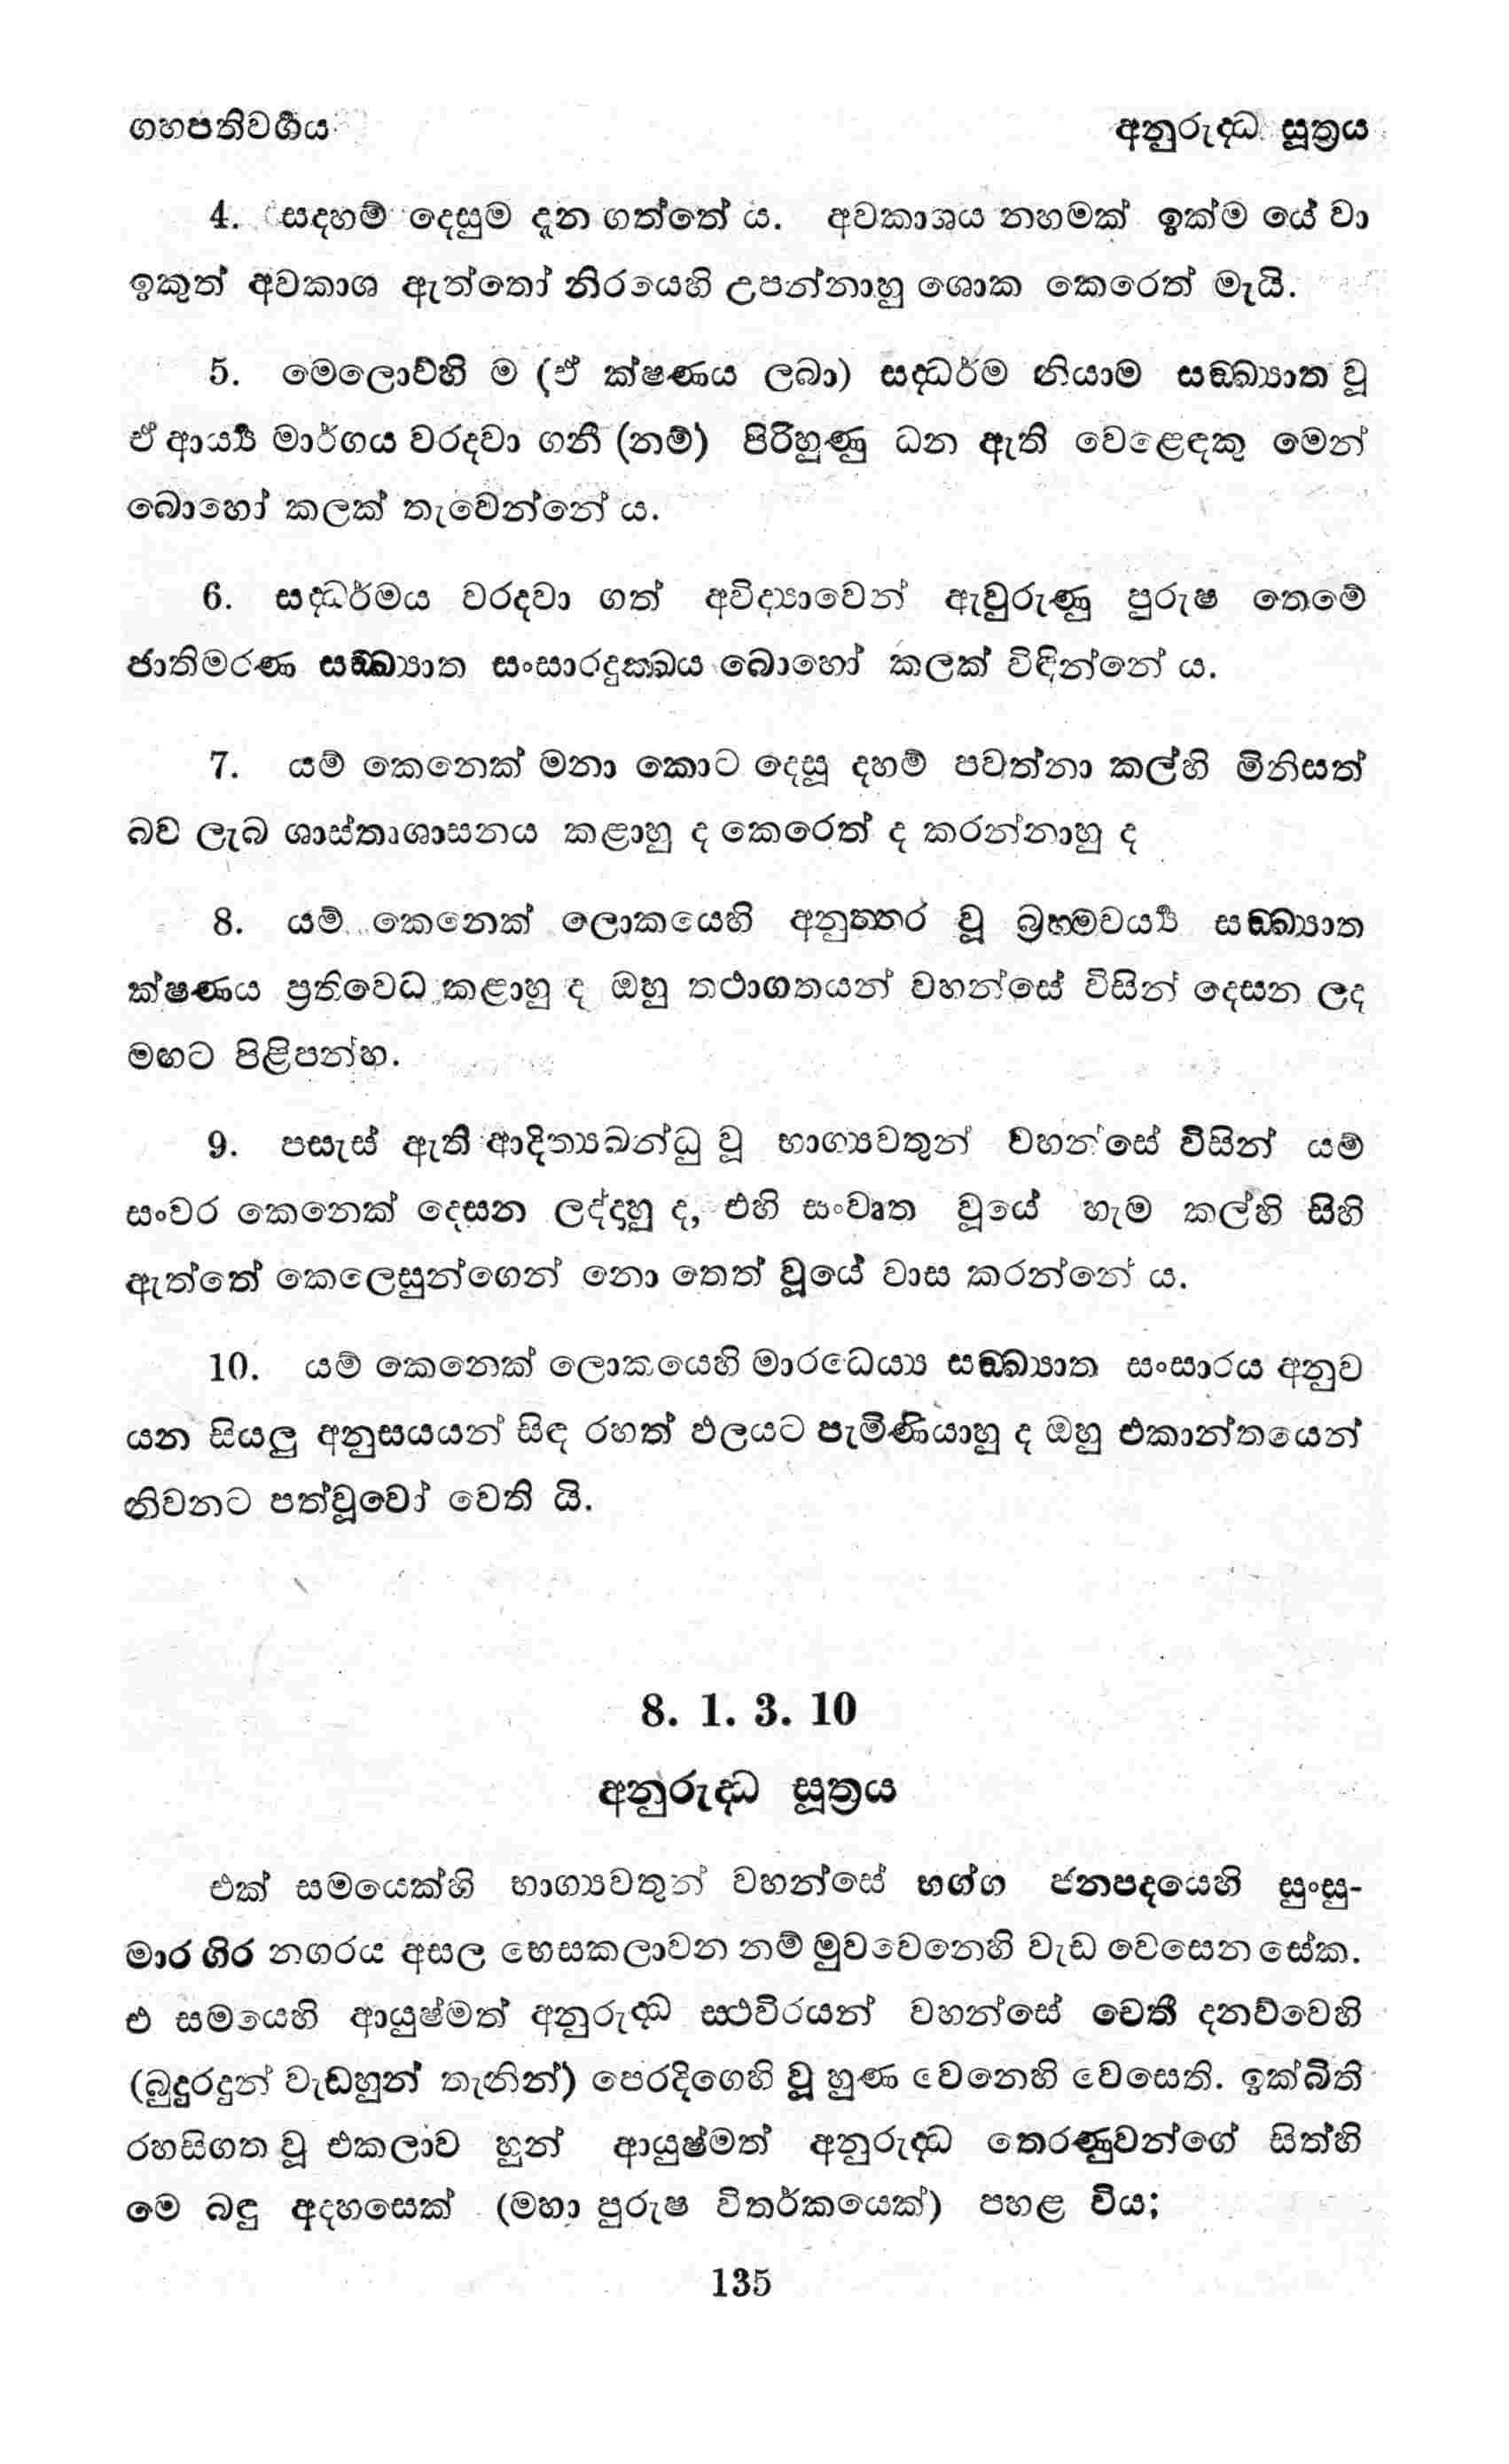 ගහපතිවර්‍ගය
අනුරුද්‍ධ සූත්‍රය
4. සදහම් දෙසුම දැන ගත්තේ ය. අවකාශය නහමක් ඉක්ම යේ වා
ඉකුත් අවකාශ ඇත්තෝ නිරයෙහි උපන්නාහු ශොක කෙරෙත් මැයි.
5. මෙලොව්හි ම (ඒ ක්ෂණය ලබා) සද්‍ධර්ම නියාම සඞ්ඛ්‍යාත වූ
ඒ ආර්‍ය්‍ය මාර්ගය වරදවා ගනී (නම්) පිරිහුණු ධන ඇති වෙළෙඳකු මෙන්
බොහෝ කලක් තැවෙන්නේ ය.
6. සද්‍ධර්මය වරදවා ගත් අවිද්‍යාවෙන් ඇවුරුණු පුරුෂ තෙමේ
ජාතිමරණ සඞ්ඛ්‍යාත සංසාරදුක්‍ඛය බොහෝ කලක් විඳින්නේ ය.
7. යම් කෙනෙක් මනා කොට දෙසූ දහම් පවත්නා කල්හි මිනිසත්
බව ලැබ ශාස්තෘශාසනය කළාහු ද කෙරෙත් ද කරන්නාහු ද
8. යම් කෙනෙක් ලොකයෙහි අනුත්‍තර වූ බ්‍රහ්‍මචර්‍ය්‍ය සඞ්ඛ්‍යාත
ක්ෂණය ප්‍රතිවෙධ කළාහු ද ඔහු තථාගතයන් වහන්සේ විසින් දෙසන ලද
මඟට පිළිපන්හ.
9. පසැස් ඇති ආදිත්‍යබන්ධු වූ භාග්‍යවතුන් වහන්සේ විසින් යම්
සංවර කෙනෙක් දෙසන ලද්දාහු ද, එහි සංවෘත වූයේ හැම කල්හි සිහි
ඇත්තේ කෙලෙසුන්ගෙන් නො තෙත් වූයේ වාස කරන්නේ ය.
10. යම් කෙනෙක් ලොකයෙහි මාරධෙය්‍ය සඞ්ඛ්‍යාත සංසාරය අනුව
යන සියලු අනුසයයන් සිඳ රහත් ඵලයට පැමිණියාහු ද ඔහු එකාන්තයෙන්
නිවනට පත්වූවෝ වෙති යි.
8. 1. 3. 10
අනුරුද්‍ධ සූත්‍රය
එක් සමයෙක්හි භාග්‍යවතුන් වහන්සේ භග්ග ජනපදයෙහි සුංසු-
මාර ගිර නගරය අසල භෙසකලාවන නම් මුවවෙනෙහි වැඩ වෙසෙන සේක.
එ සමයෙහි ආයුෂ්මත් අනුරුද්‍ධ ස්‍ථවිරයන් වහන්සේ චේතී දනව්වෙහි
(බුදුරදුන් වැඩහුන් තැනින්) පෙරදිගෙහි වූ හුණ වෙනෙහි වෙසෙති. ඉක්බිති
රහසිගත වූ එකලාව හුන් ආයුෂ්මත් අනුරුද්‍ධ තෙරණුවන්ගේ සිත්හි
මෙ බඳු අදහසෙක් (මහා පුරුෂ විතර්කයෙක්) පහළ විය;
135